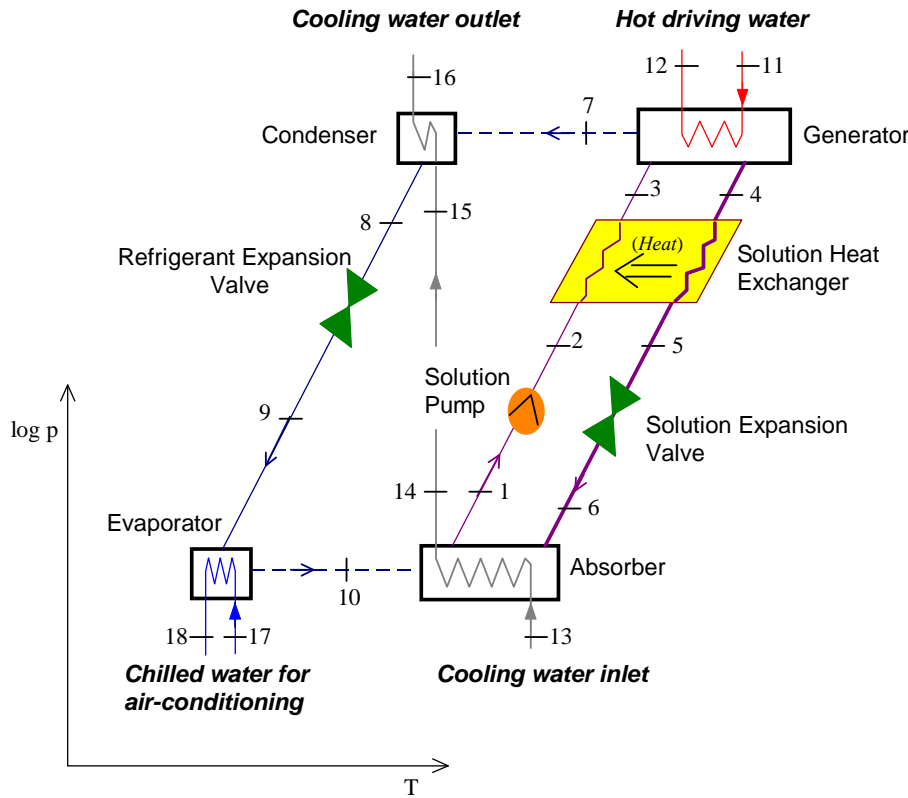 Cooling water outlet
Hot driving water
16
12
11
7
Condenser
Generator
3
4
8
15
(Heat)
Refrigerant Expansion
Valve
Solution Heat
Exchanger
2
5
Solution
Pump
9
log p
Solution Expansion
Valve
14
1
6
Evaporator
Absorber
10
18
17
13
Chilled water for
air-conditioning
Cooling water inlet
T